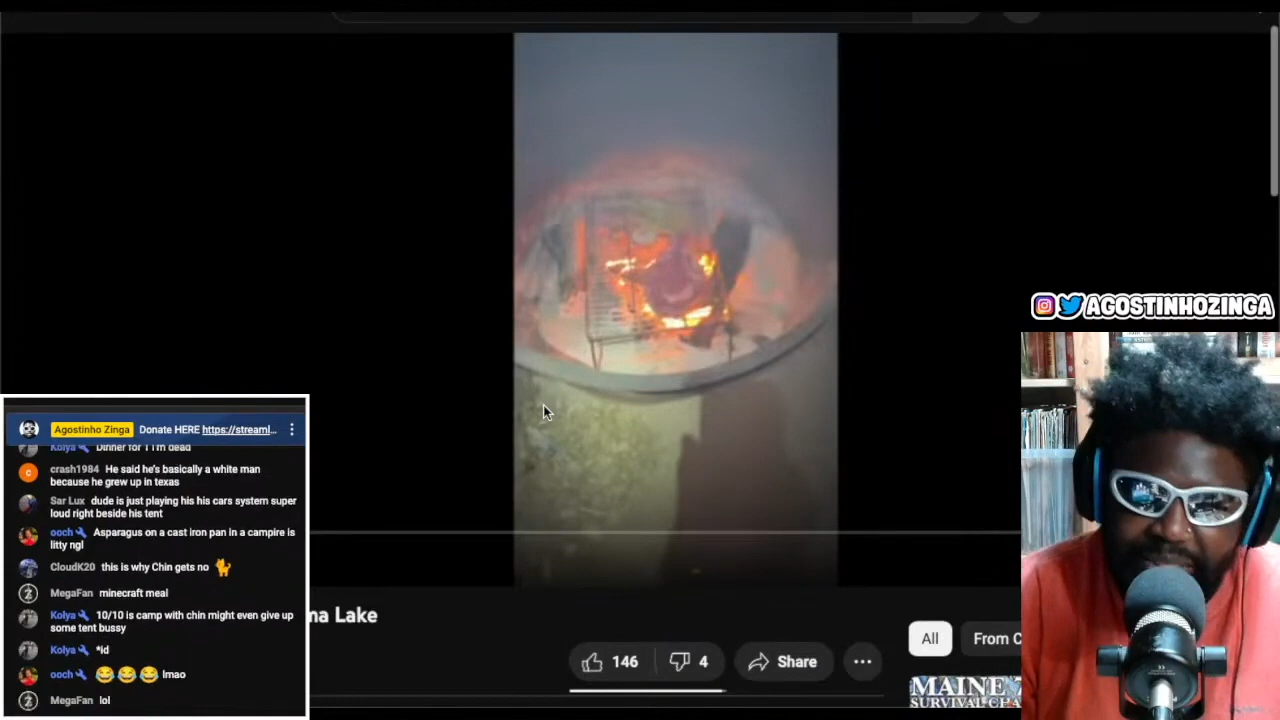 AGOSTINHOZINGA
Agostinho Zinga Donate HERE https://streaml...
Kolya Dinner for 1 I'm dead
crash1984 He said he's basically a white man
because he grew up in texas
Sar Lux dude is just playing his his cars system super
loud right beside his tent
ooch Asparagus on a cast iron pan in a campire is
litty ngl
CloudK20 this is why Chin gets no
MegaFan minecraft meal
Kolya 10/10 is camp with chin might even give up
some tent bussy
Kolya *id
ooch lmao
MegaFan lol
ma Lake
146
4
Share
All
From C
MAINE
SURVIVAL CHA